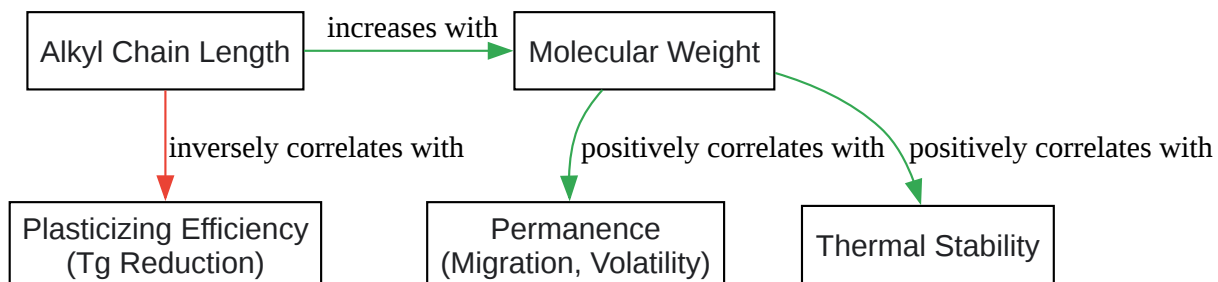 increases with
Alkyl Chain Length
Molecular Weight
inversely correlates with
positively correlates with
positively correlates with
Plasticizing Efficiency
(Tg Reduction)
Permanence
(Migration, Volatility)
Thermal Stability